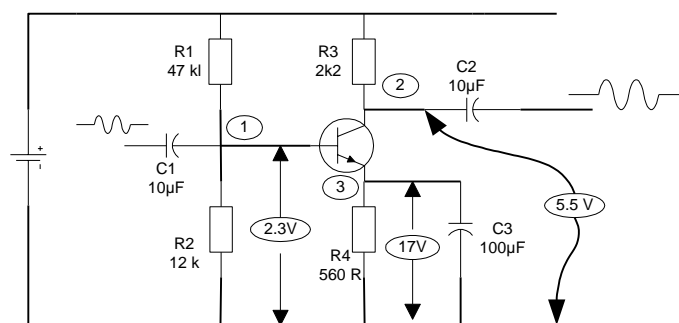 R1
47 kl
R3
2k2
C2
10µF
2
1
C1
10µF
3
5.5 V
2.3V
17V
R2
12 k
R4
560 R
C3
100µF
+
-